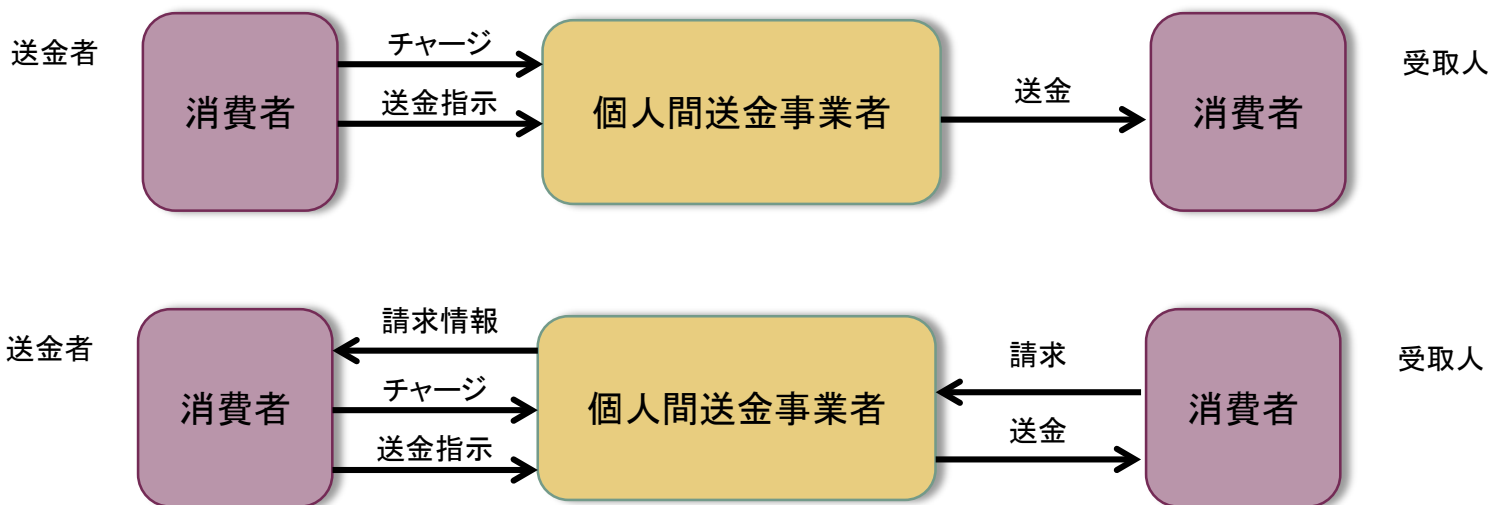 送金者
消費者
チャージ
送金指示
個人間送金事業者
送金
消費者
受取人
送金者
消費者
請求情報
チャージ
送金指示
個人間送金事業者
請求
送金
消費者
受取人